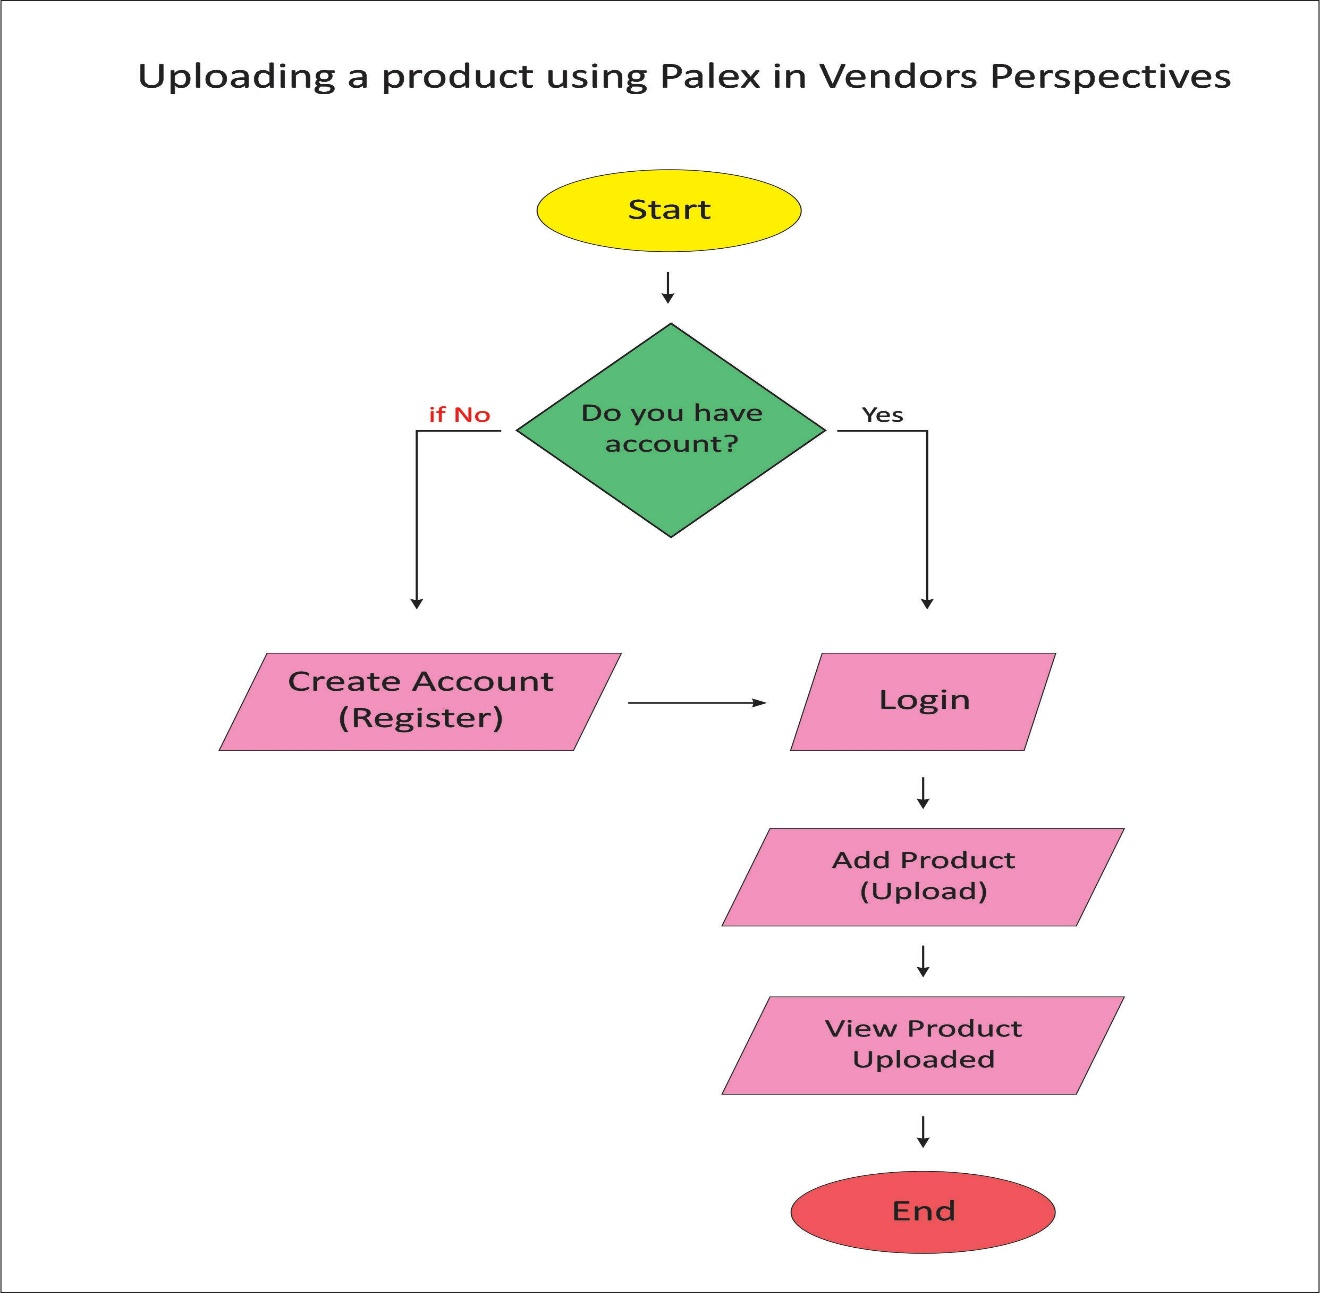 Uploading a product using Palex in Vendors Perspectives
Start
Do you have
account?
if No
Yes
Create Account
(Register)
Login
Add Product
(Upload)
View Product
Uploaded
End